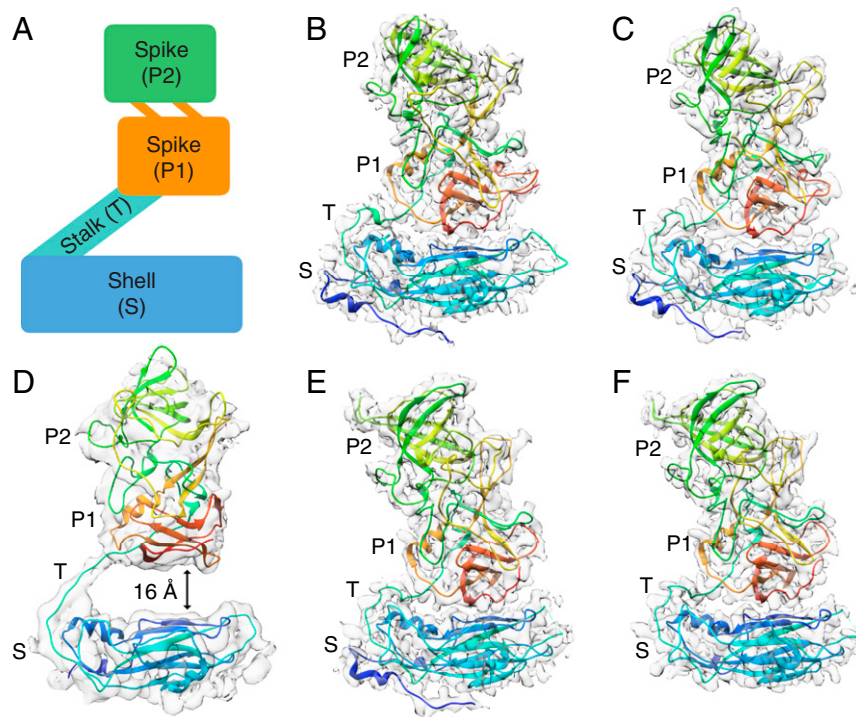 A
Spike
(P2)
Spike
(P1)
Stalk (T)
Shell
(S)
B
P2
P1
T
S
C
P2
P1
T
S
D
P2
P1
T
16 Å
S
E
P2
P1
T
S
F
P2
P1
T
S